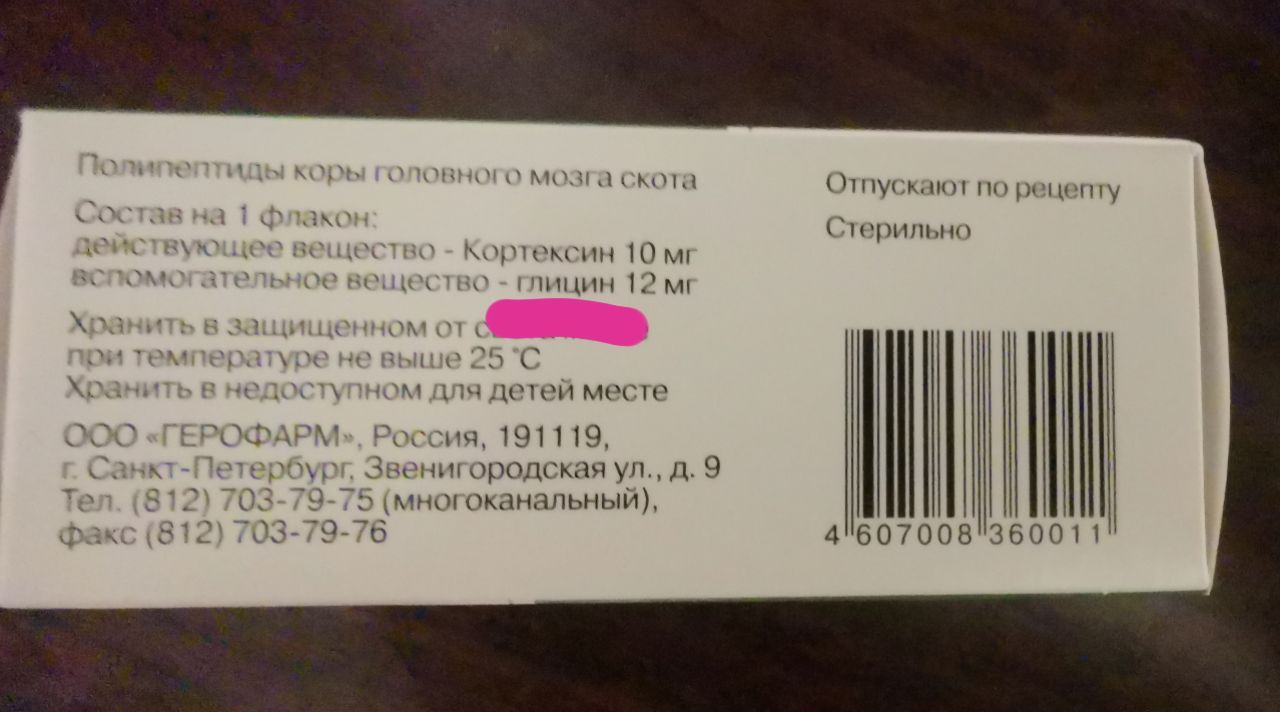 Полипептиды коры головного мозга скота
Состав на 1 флакон:
действующее вещество - Кортексин 10 мг
вспомогательное вещество - глицин 12 мг
Хранить в защищенном от
при температуре не выше 25 °C
Хранить в недоступном для детей месте
ООО «ГЕРОФАРМ», Россия, 191119,
г. Санкт-Петербург, Звенигородская ул., д. 9
Тел. (812) 703-79-75 (многоканальный),
факс (812) 703-79-76
Отпускают по рецепту
Стерильно
4 607008 360011